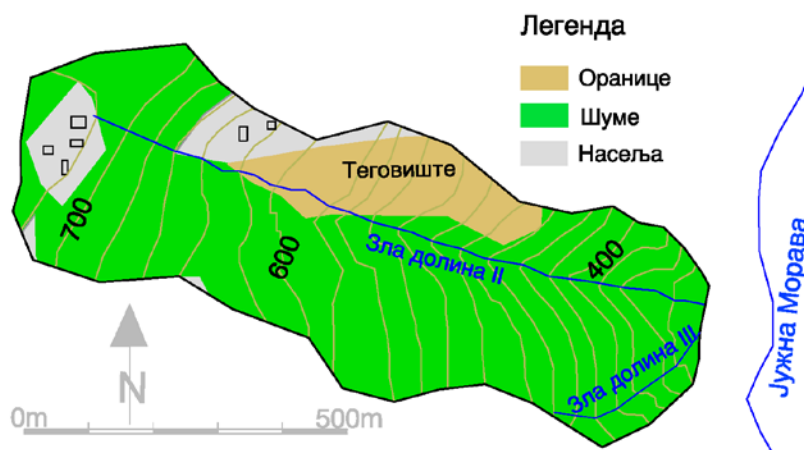 Легенда
Оранице
Шуме
Насеља
Теговиште
700
600
400
Зла долина II
Зла долина III
Јужна Морава
N
0m 500m